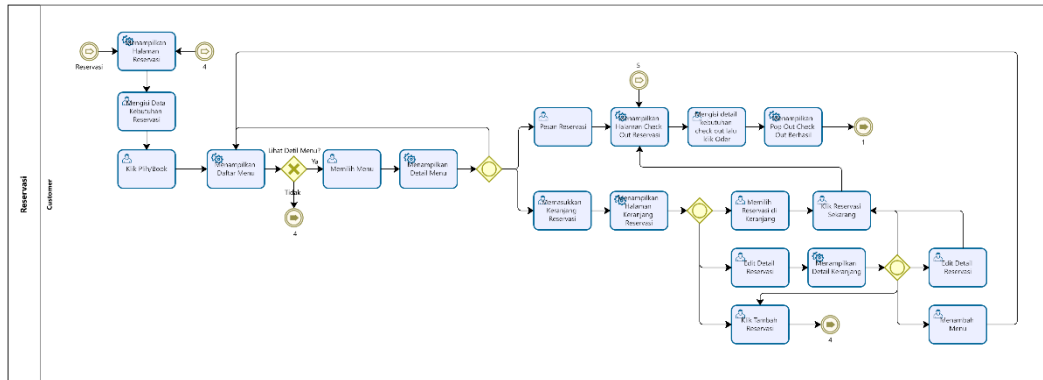 Reservasi
Customer
Reservasi
Menampilkan
Halaman
Reservasi
4
Mengisi Data
Kebutuhan
Reservasi
Klik Pilih/Book
Menampilkan
Daftar Menu
Lihat Detil Menu?
Ya
Tidak
4
Memilih Menu
Menampilkan
Detail Menu
Pesan Reservasi
5
Menampilkan
Halaman Check
Out Reservasi
Mengisi detail
kebutuhan
check out lalu
klik Oder
Menampilkan
Pop Out Check
Out Berhasil
1
Memasukkan
Keranjang
Reservasi
Menampilkan
Halaman
Keranjang
Reservasi
Memilih
Reservasi di
Keranjang
Klik Reservasi
Sekarang
Edit Detail
Reservasi
Menampilkan
Detail Keranjang
Edit Detail
Reservasi
Klik Tambah
Reservasi
4
Menambah
Menu